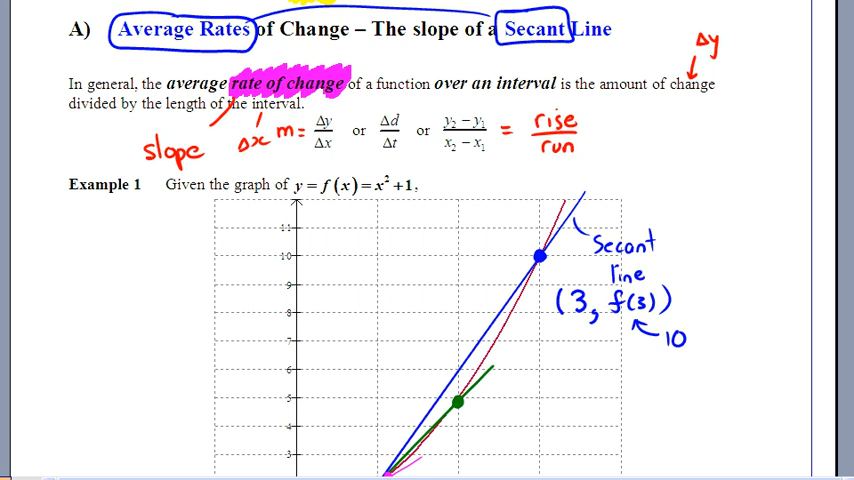 A) Average Rates of Change – The slope of a Secant Line
Δy
In general, the average rate of change of a function over an interval is the amount of change
divided by the length of the interval.
slope
Δx
m = Δy/Δx or Δd/Δt or y₂ – y₁ / x₂ – x₁ = rise/run
Example 1 Given the graph of y = f(x) = x² +1,
11
10
9
8
7
6
5
4
3
Secant
line
(3, f(3))
10